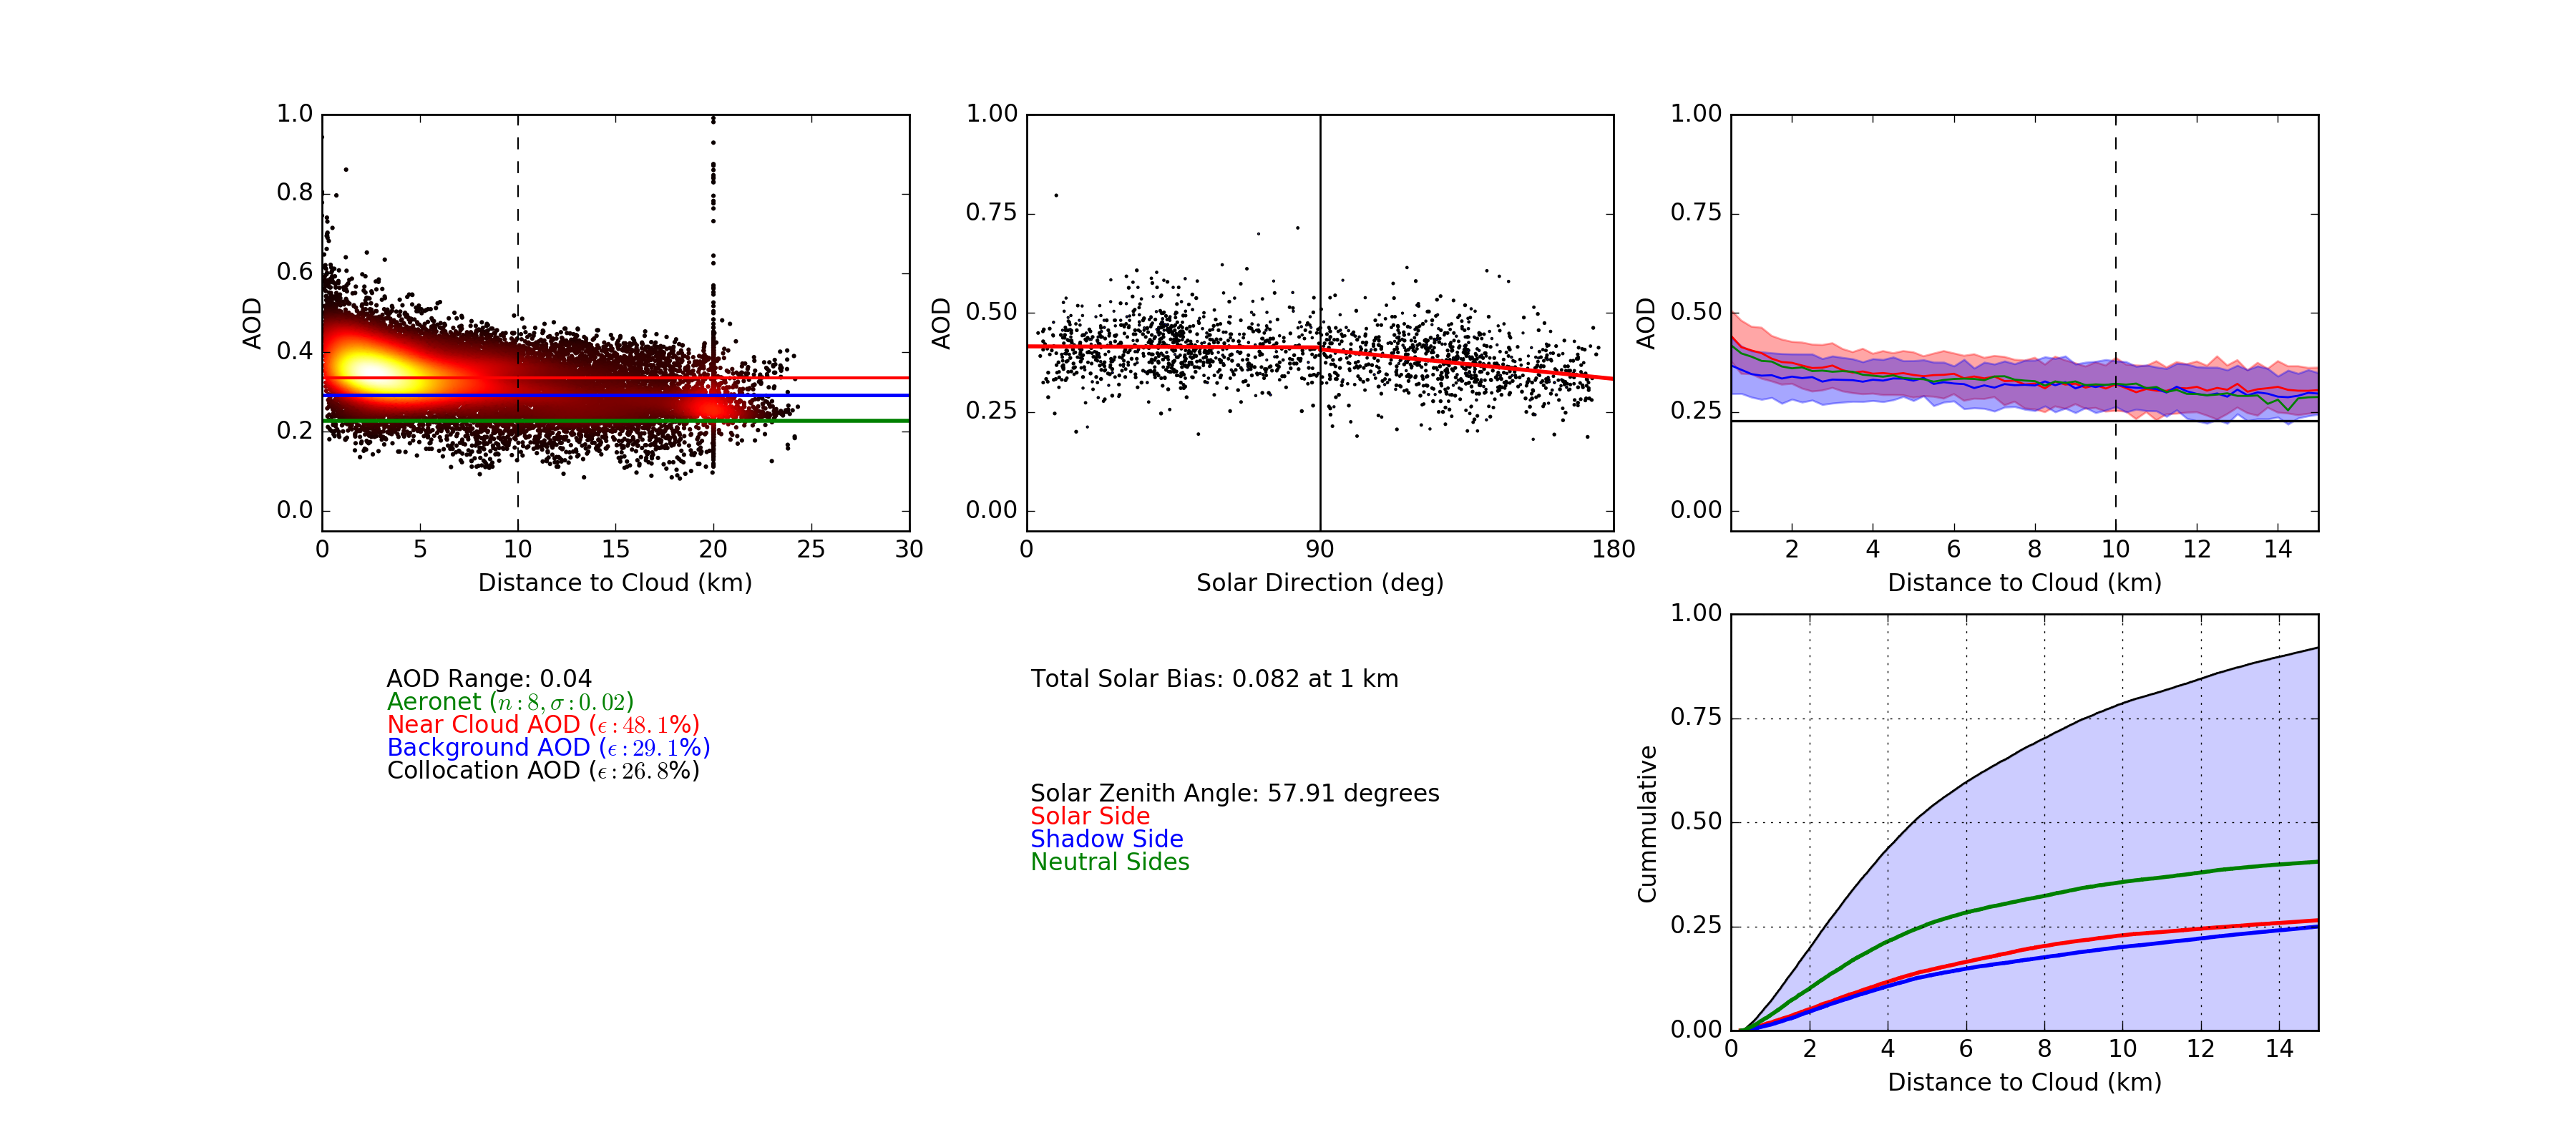 1.0
0.8
0.6
0.4
0.2
0.0
AOD
0 5 10 15 20 25 30
Distance to Cloud (km)
1.00
0.75
0.50
0.25
0.00
AOD
0 90 180
Solar Direction (deg)
1.00
0.75
0.50
0.25
0.00
AOD
2 4 6 8 10 12 14
Distance to Cloud (km)
AOD Range: 0.04
Aeronet (n : 8, σ : 0.02)
Near Cloud AOD (ϵ : 48.1%)
Background AOD (ϵ : 29.1%)
Collocation AOD (ϵ : 26.8%)
Total Solar Bias: 0.082 at 1 km
Solar Zenith Angle: 57.91 degrees
Solar Side
Shadow Side
Neutral Sides
1.00
0.75
0.50
0.25
0.00
Cummulative
0 2 4 6 8 10 12 14
Distance to Cloud (km)